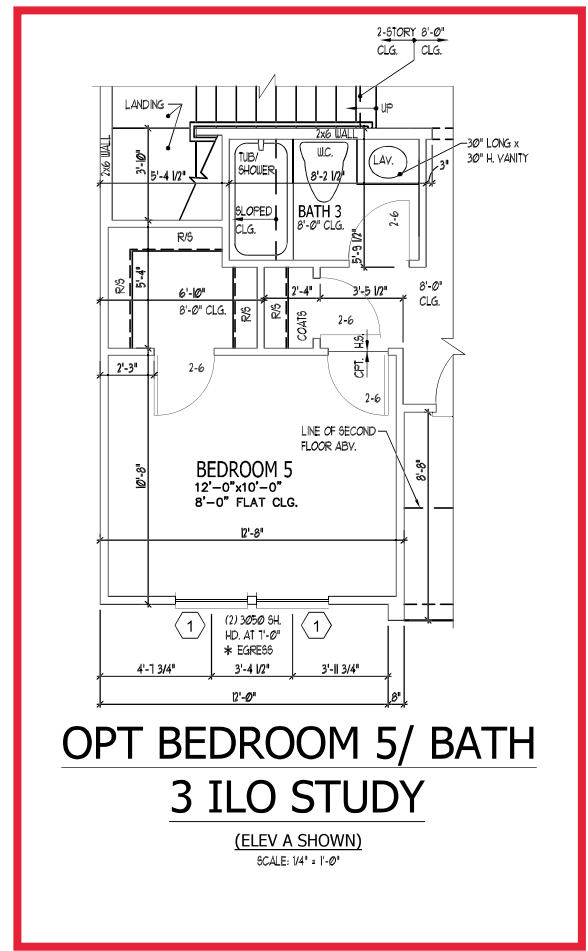 2-STORY 8'-0"
CLG. CLG.
LANDING
UP
2x6 WALL
2x6 WALL
3'-10"
TUB/
SHOWER
W.C.
LAV.
30" LONG x
30" H. VANITY
3"
5'-4 1/2"
8'-2 1/2"
SLOPED
CLG.
BATH 3
8'-0" CLG.
2-6
5'-9 1/2"
R/S
R/S
5'-4"
6'-10"
8'-0" CLG.
R/S
R/S
2'-4"
3'-5 1/2"
8'-0"
CLG.
COATS
2-6
H.S.
CPT.
2'-3"
2-6
2-6
LINE OF SECOND
FLOOR ABV.
10'-8"
8'-8"
BEDROOM 5
12'-0"x10'-0"
8'-0" FLAT CLG.
12'-8"
1
(2) 3050 SH.
HD. AT 7'-0"
* EGRESS
1
4'-7 3/4"
3'-4 1/2"
3'-11 3/4"
12'-0"
8"
OPT BEDROOM 5/ BATH
3 ILO STUDY
(ELEV A SHOWN)
SCALE: 1/4" = 1'-0"